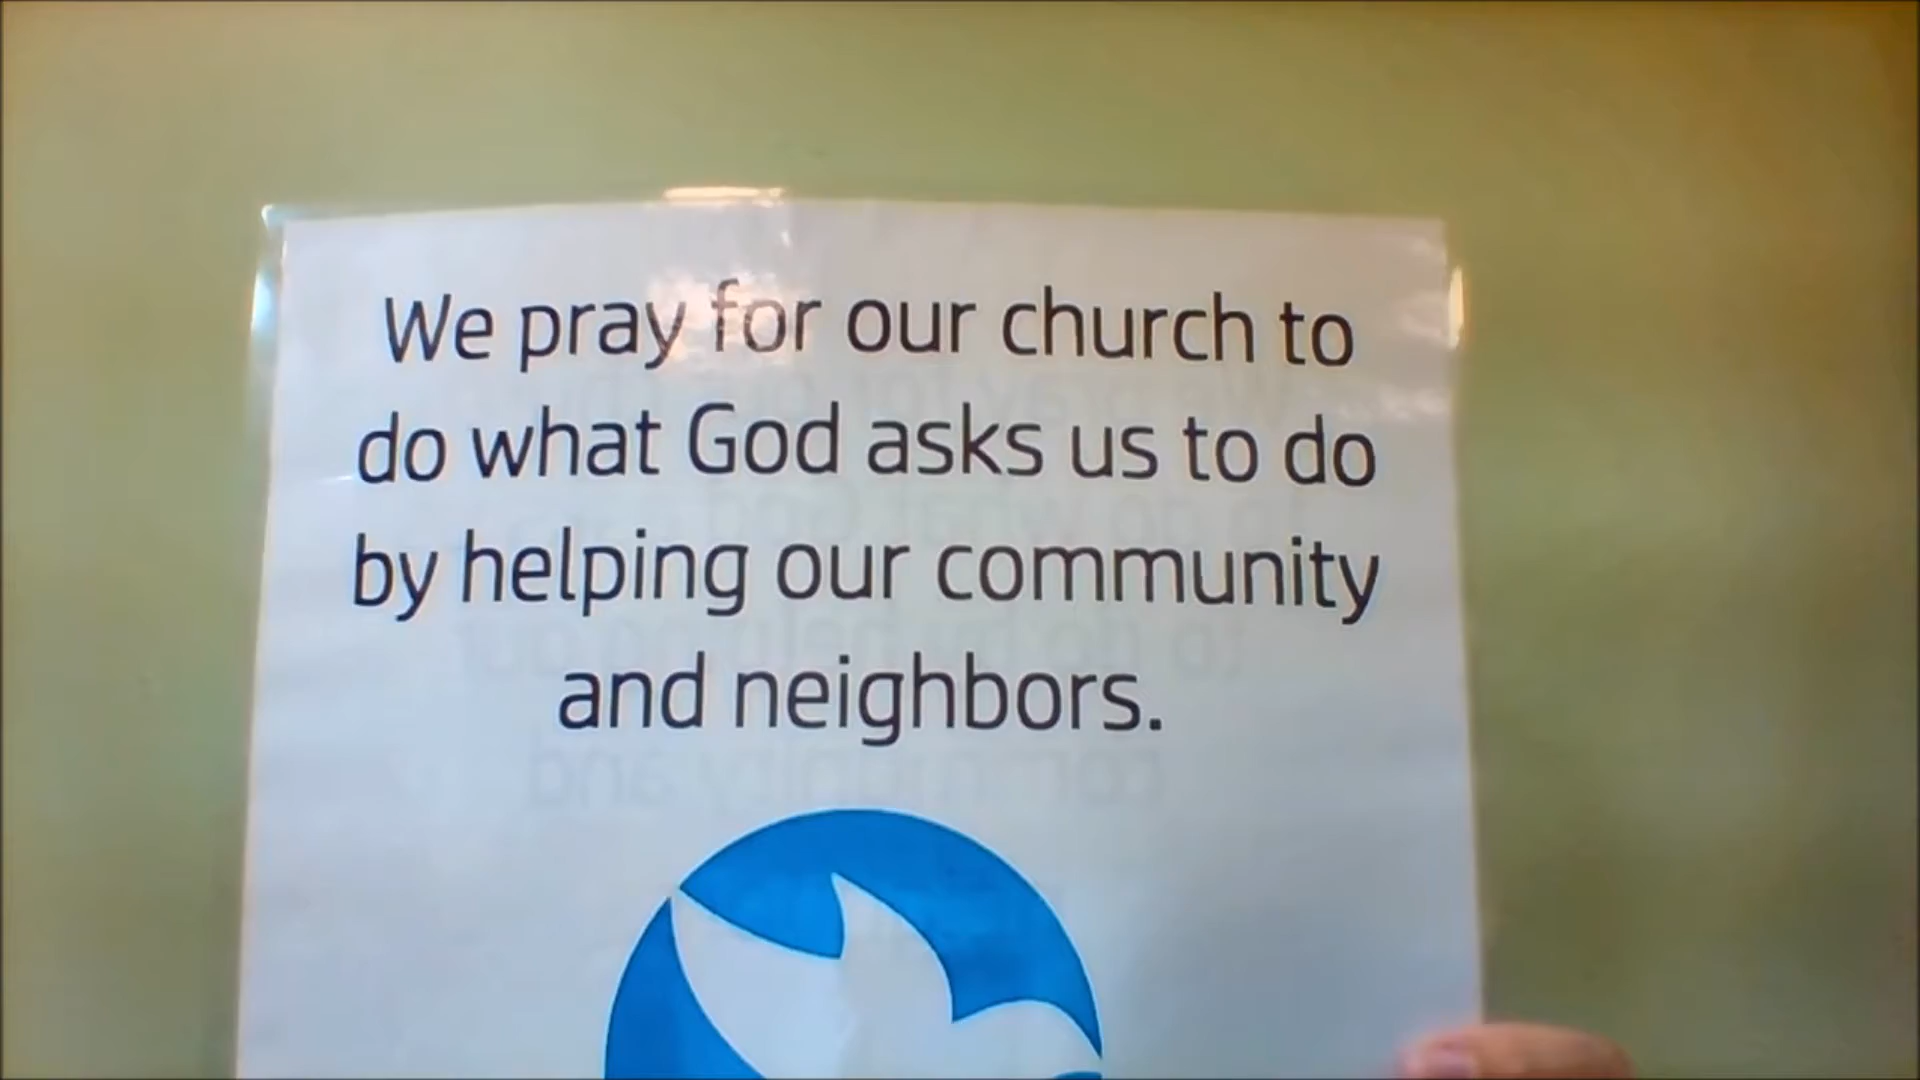 We pray for our church to
do what God asks us to do
by helping our community
and neighbors.